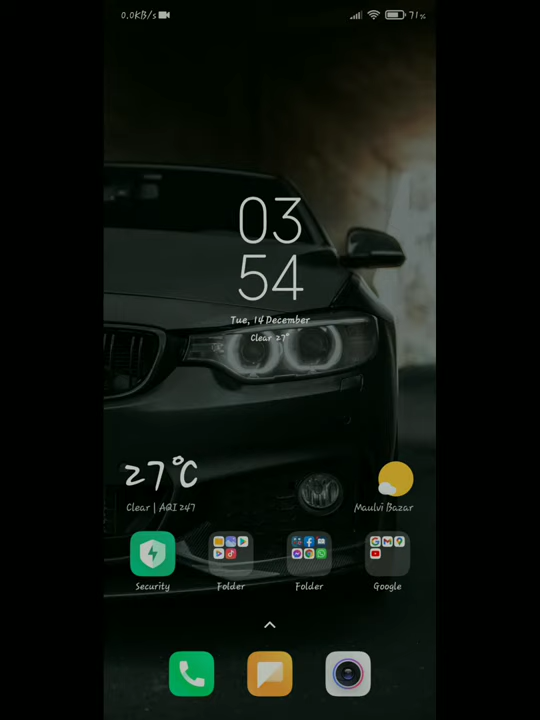 0.0KB/s
71%
03
54
Tue, 14 December
Clear 27°
27°C
Clear | AQI 247
Maulvi Bazar
Security
Folder
Folder
Google